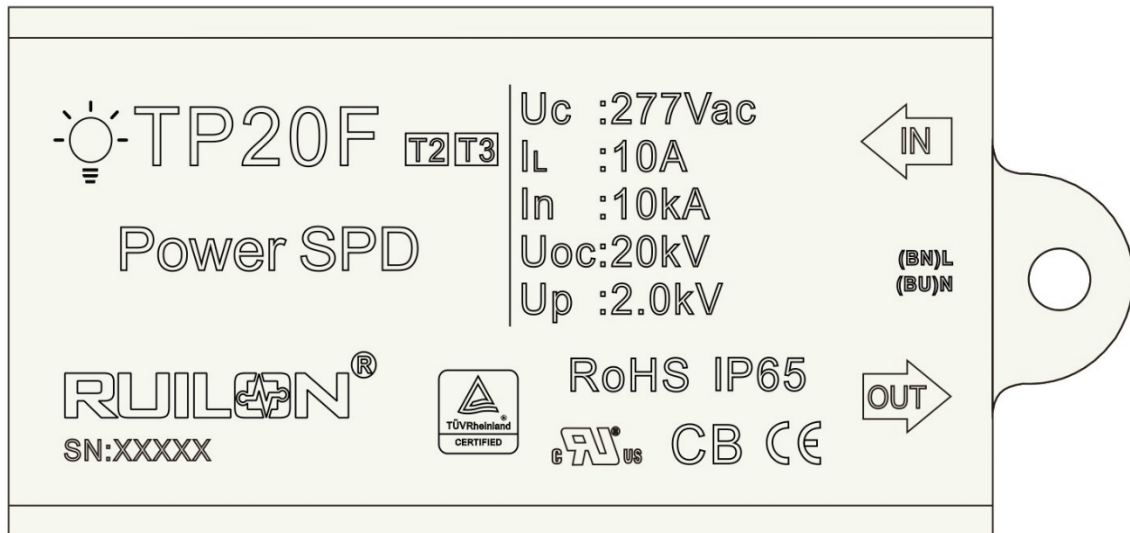 TP20F T2 T3
Power SPD
Uc :277Vac
IL :10A
In :10kA
Uoc:20kV
Up :2.0kV
IN
(BN)L
(BU)N
OUT
RUILON®
SN:XXXXX
TÜVRheinland®
CERTIFIED
RoHS IP65
c RU® US CB CE